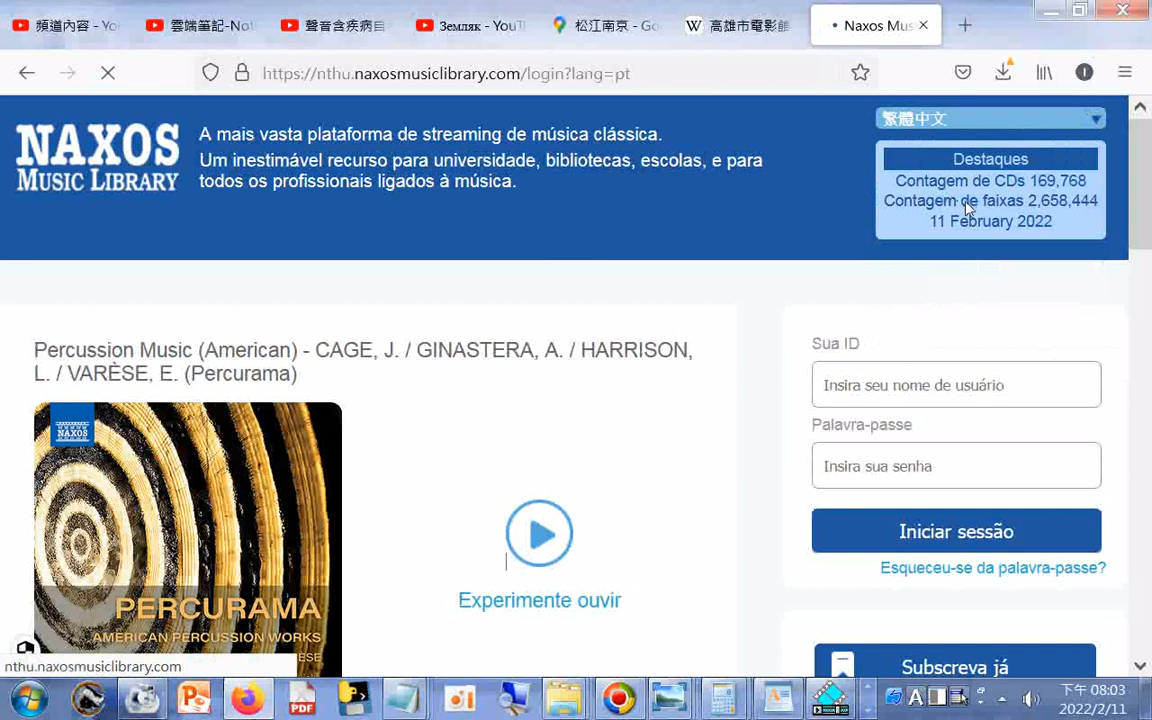 頻道內容 - Yo
雲端筆記-Not
聲音含疾病自
Земляк - YouT
松江南京 - Go
高雄市電影館
Naxos Mus
https://nthu.naxosmusiclibrary.com/login?lang=pt
NAXOS
MUSIC LIBRARY
A mais vasta plataforma de streaming de música clássica.
Um inestimável recurso para universidade, bibliotecas, escolas, e para
todos os profissionais ligados à música.
繁體中文
Destaques
Contagem de CDs 169,768
Contagem de faixas 2,658,444
11 February 2022
Percussion Music (American) - CAGE, J. / GINASTERA, A. / HARRISON,
L. / VARÈSE, E. (Percurama)
NAXOS
PERCURAMA
AMERICAN PERCUSSION WORKS
ESE
Experimente ouvir
Sua ID
Insira seu nome de usuário
Palavra-passe
Insira sua senha
Iniciar sessão
Esqueceu-se da palavra-passe?
Subscreva já
nthu.naxosmusiclibrary.com
PDF
下午 08:03
2022/2/11